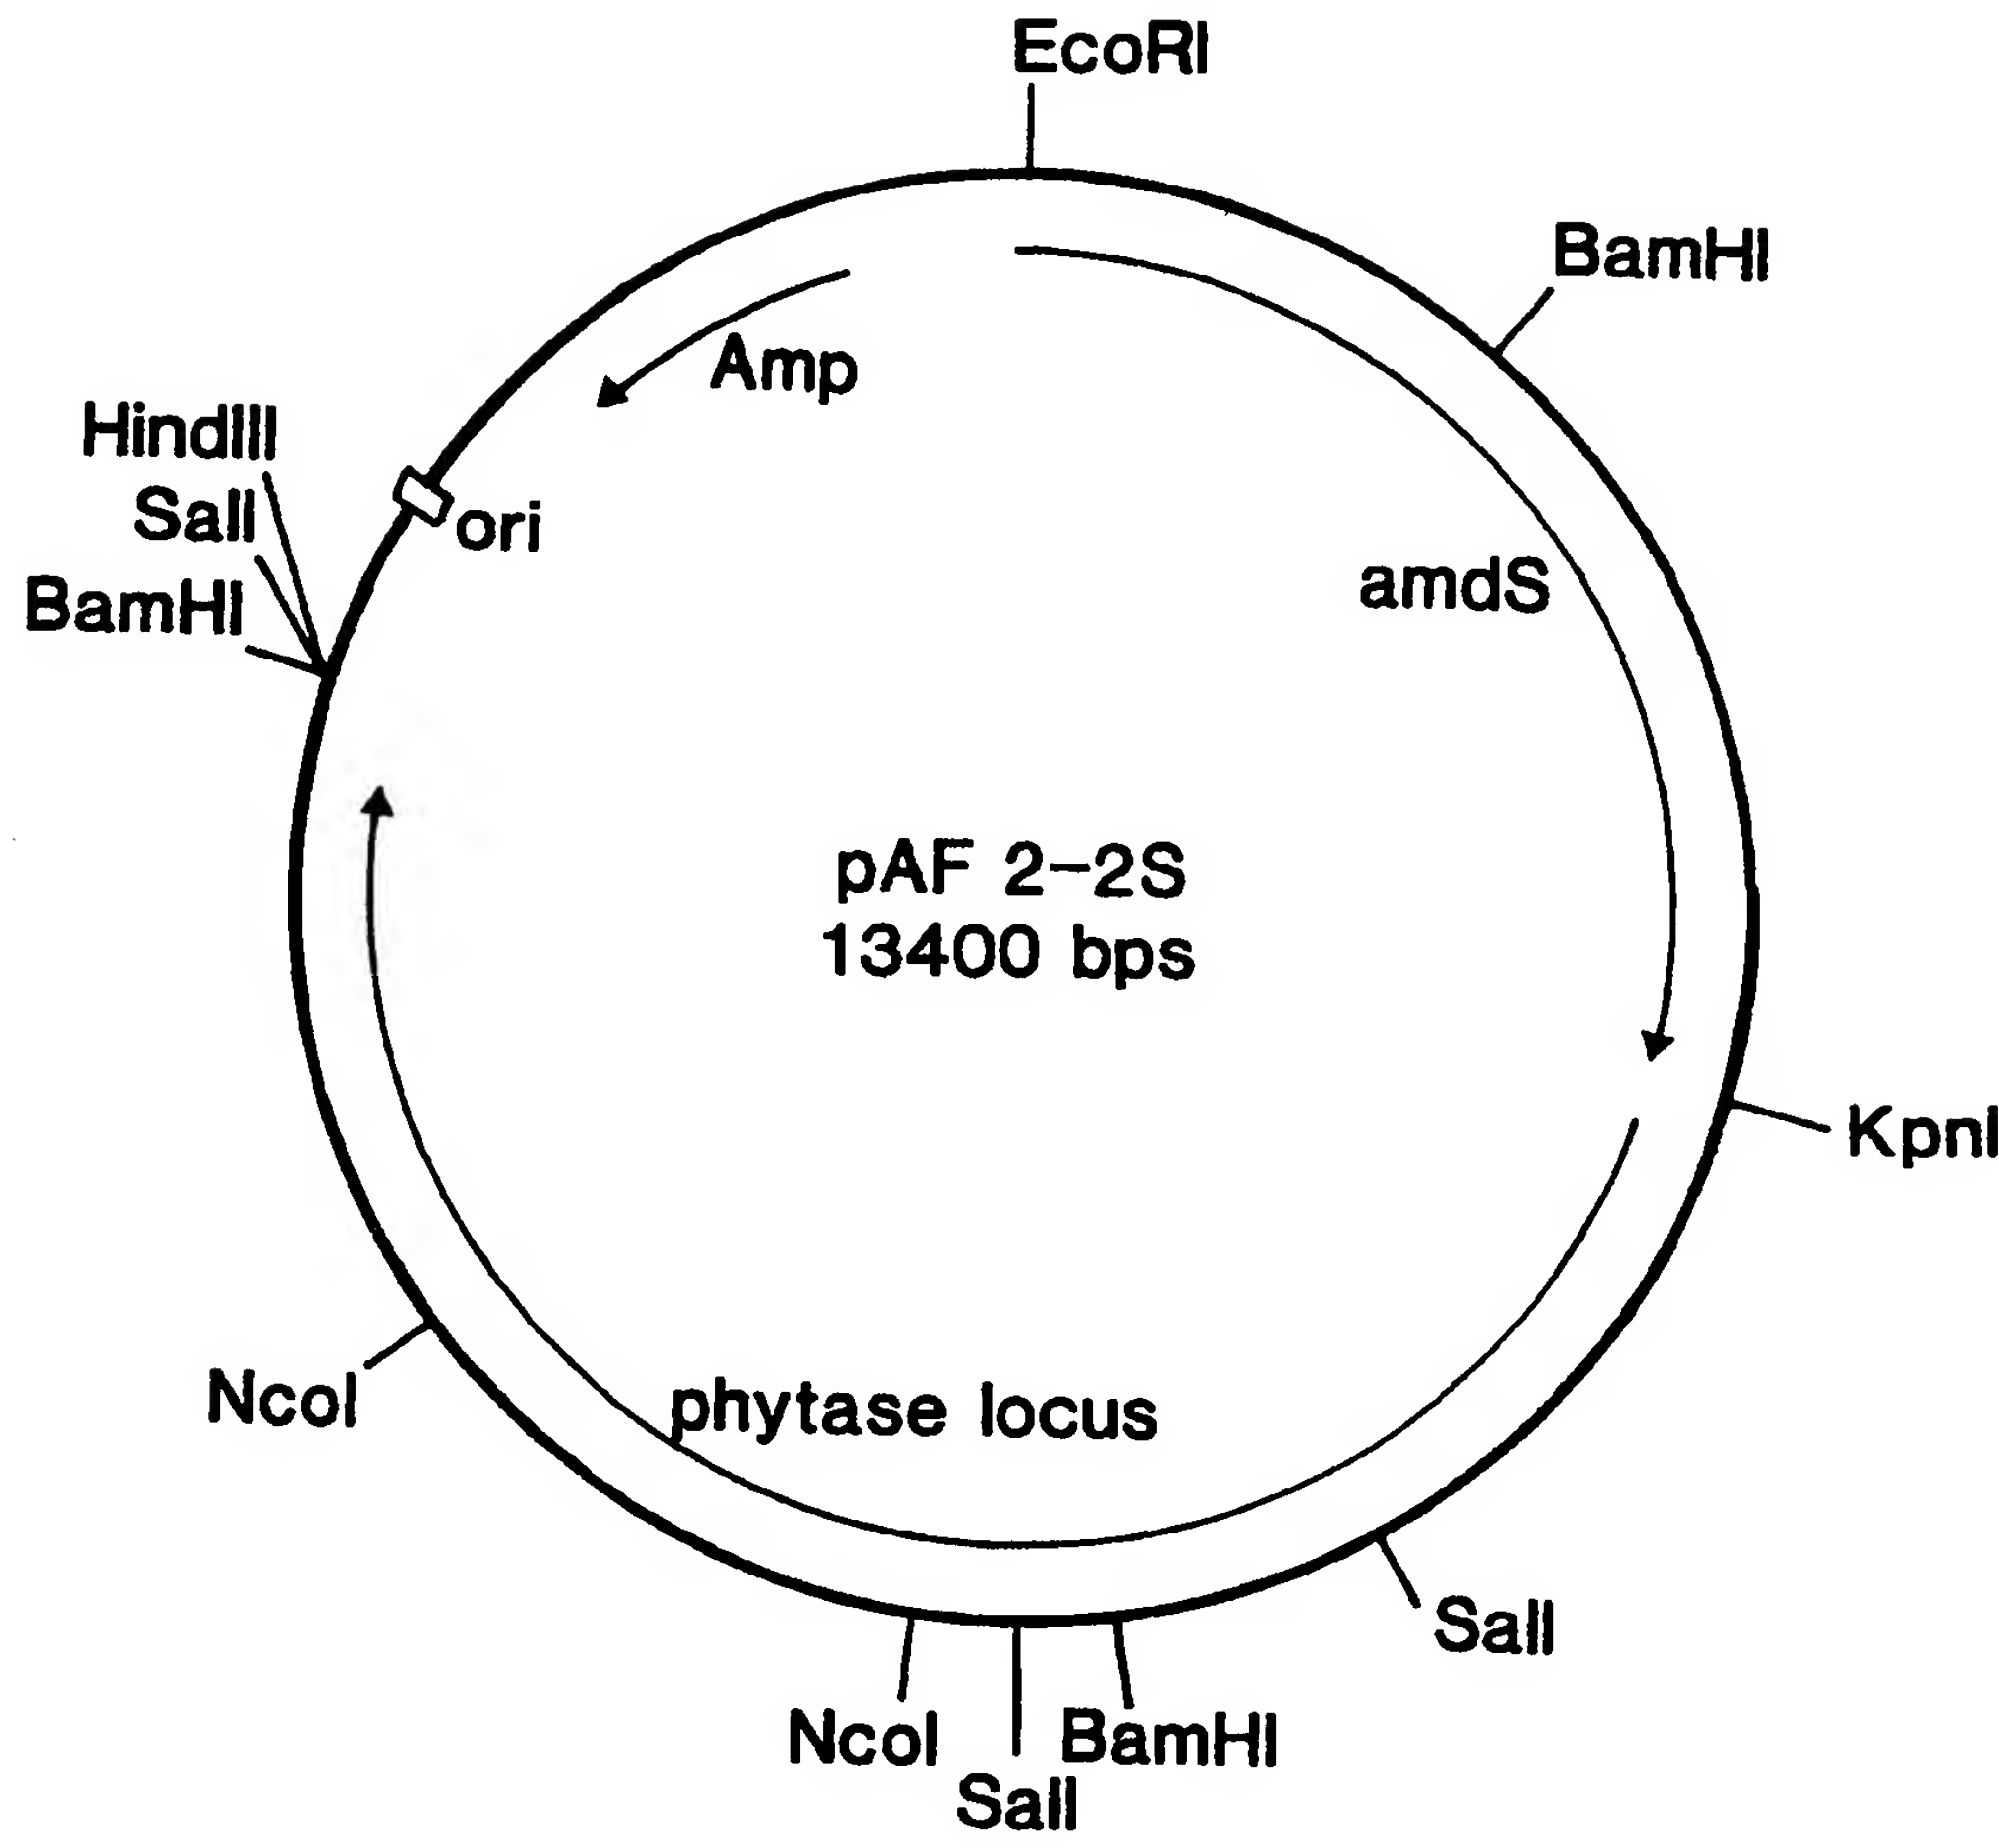 EcoRI
BamHI
Amp
HindIII
SalI
ori
amdS
BamHI
pAF 2-2S
13400 bps
KpnI
NcoI
phytase locus
SalI
NcoI
BamHI
SalI